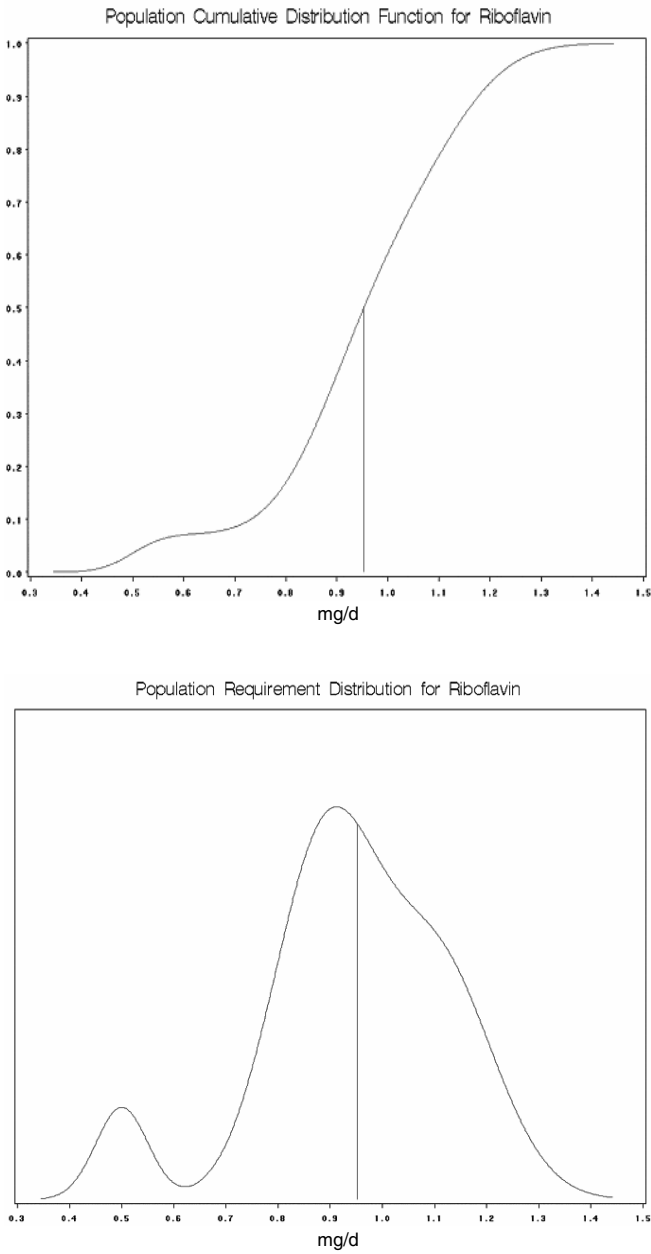 Population Cumulative Distribution Function for Riboflavin
1.0
0.9
0.8
0.7
0.6
0.5
0.4
0.3
0.2
0.1
0.0
0.3 0.4 0.5 0.6 0.7 0.8 0.9 1.0 1.1 1.2 1.3 1.4 1.5
mg/d
Population Requirement Distribution for Riboflavin
0.3 0.4 0.5 0.6 0.7 0.8 0.9 1.0 1.1 1.2 1.3 1.4 1.5
mg/d